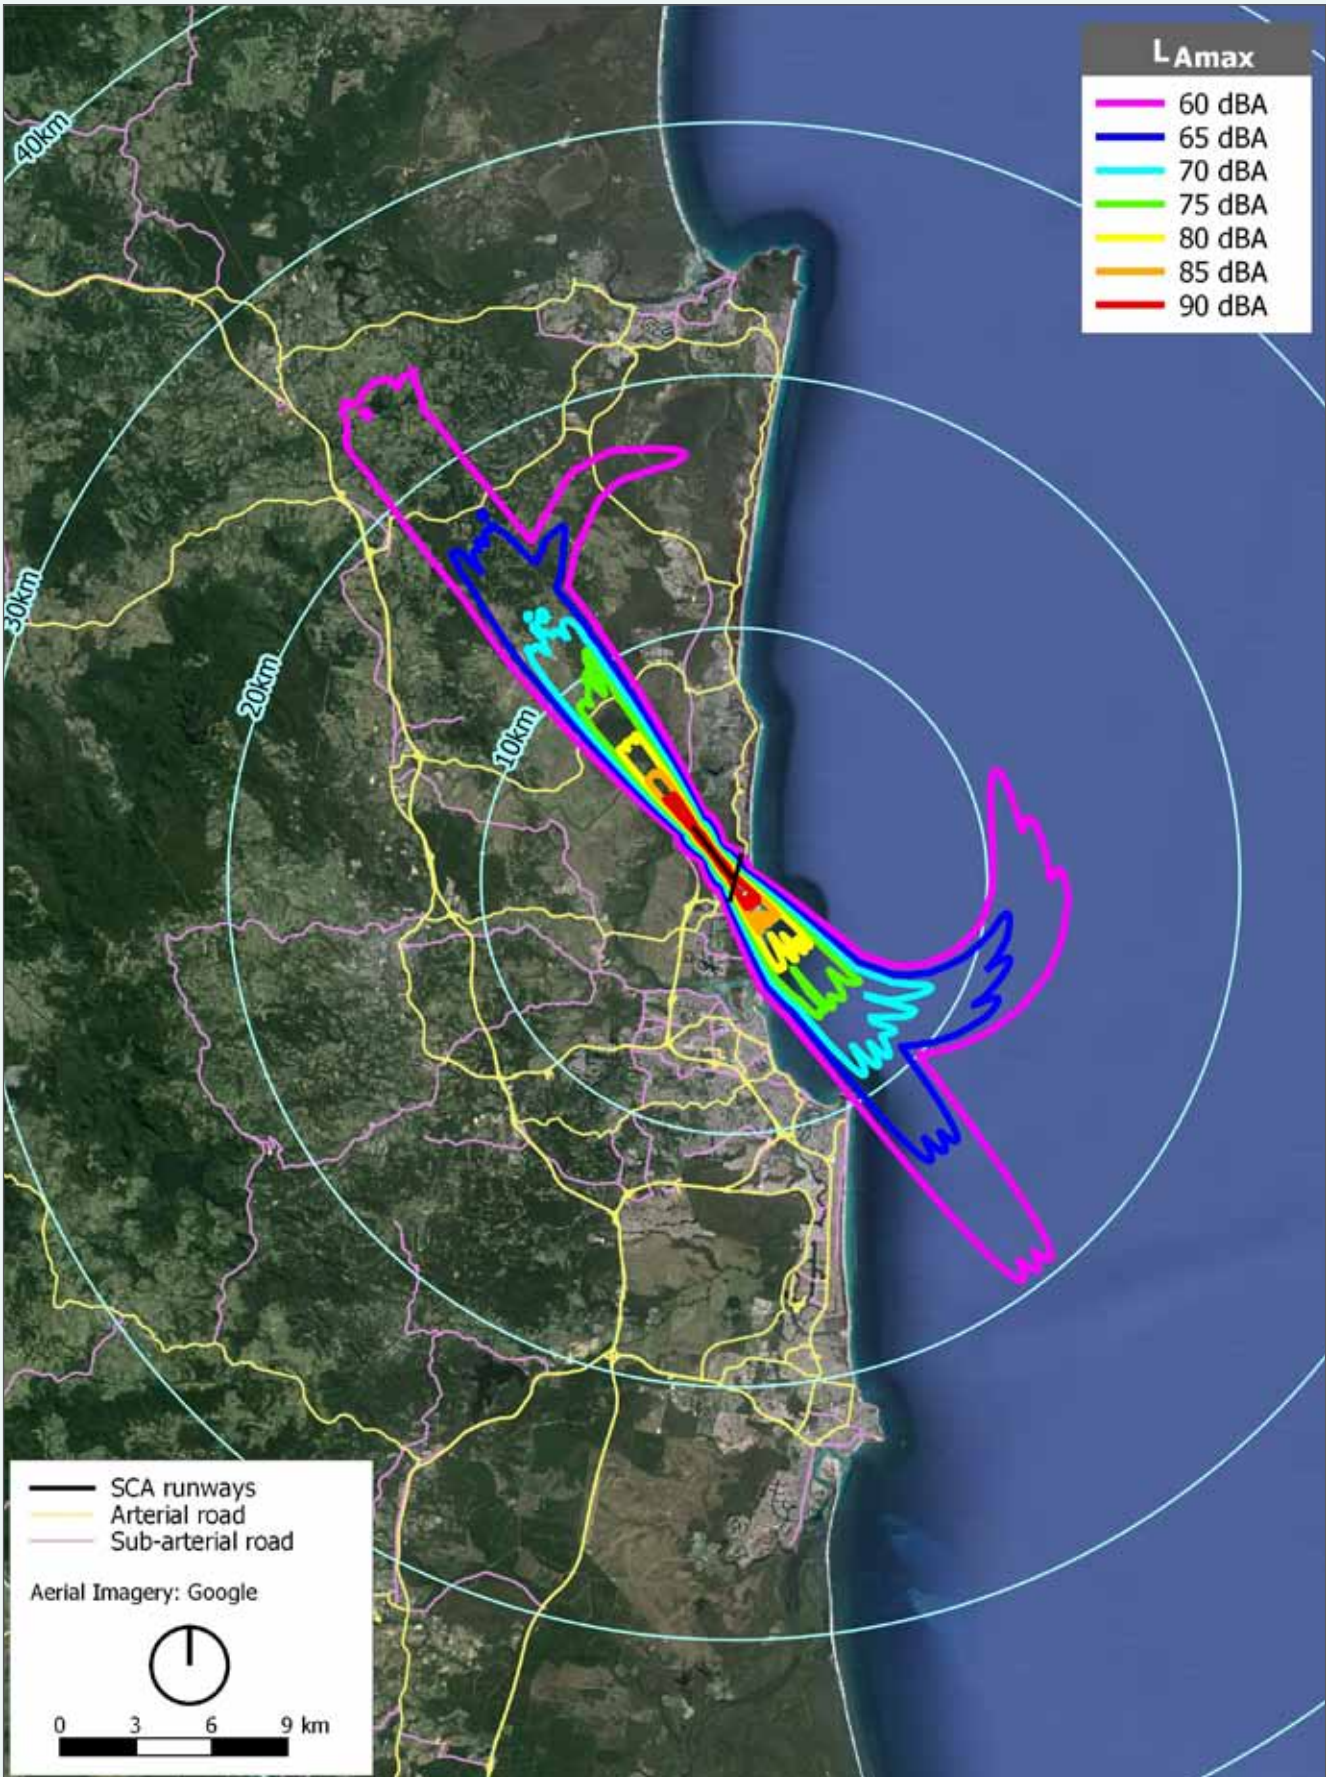 L Amax
60 dBA
65 dBA
70 dBA
75 dBA
80 dBA
85 dBA
90 dBA
40km
30km
20km
10km
SCA runways
Arterial road
Sub-arterial road
Aerial Imagery: Google
0 3 6 9 km